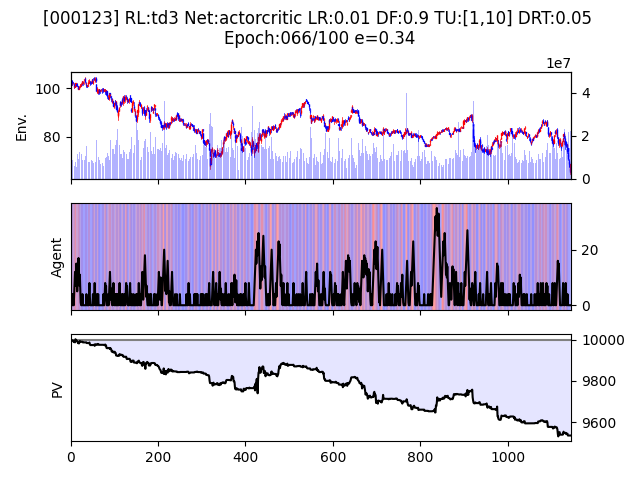 [000123] RL:td3 Net:actorcritic LR:0.01 DF:0.9 TU:[1,10] DRT:0.05
Epoch:066/100 e=0.34
1e7
Env.
100
80
4
2
0
Agent
20
0
PV
10000
9800
9600
0 200 400 600 800 1000